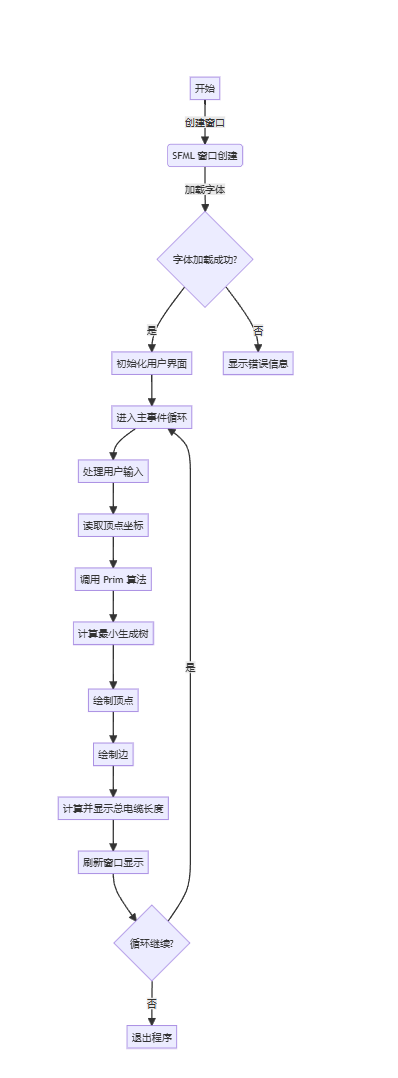 开始
创建窗口
SFML 窗口创建
加载字体
字体加载成功?
是
否
初始化用户界面
显示错误信息
进入主事件循环
处理用户输入
读取顶点坐标
调用 Prim 算法
计算最小生成树
是
绘制顶点
绘制边
计算并显示总电缆长度
刷新窗口显示
循环继续?
否
退出程序